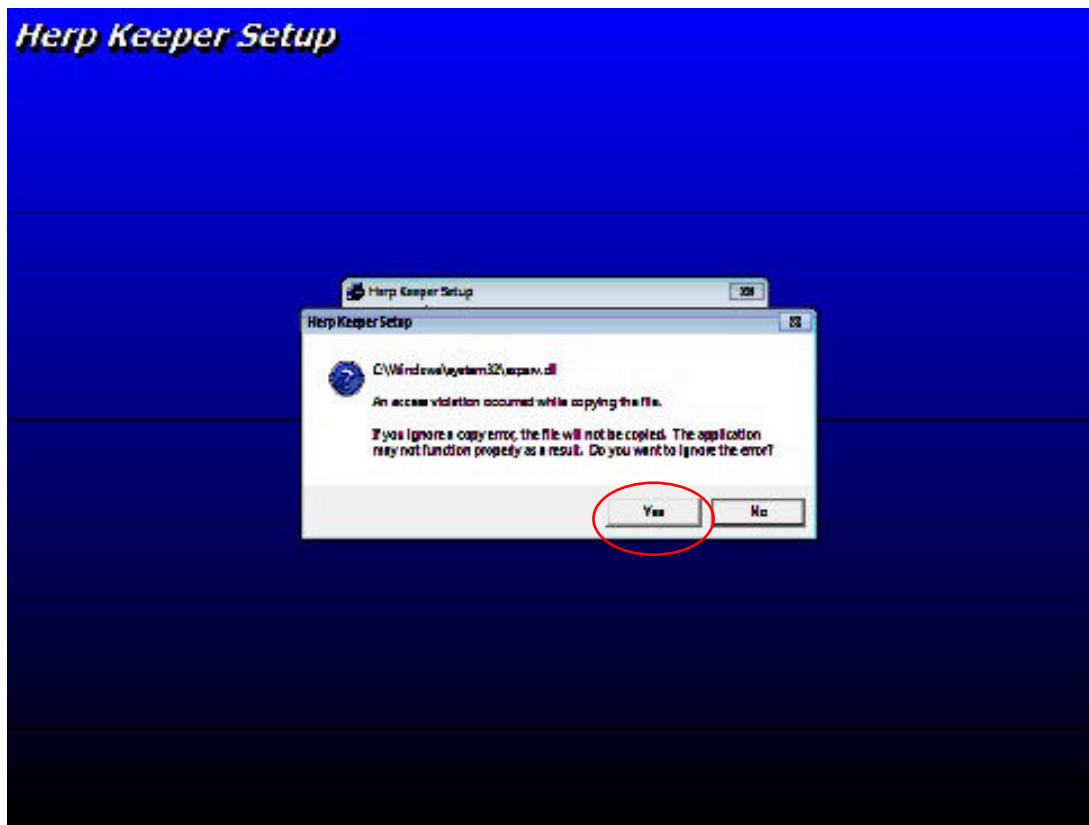 Herp Keeper Setup
Herp Keeper Setup
Herp Keeper Setup
An access violation occurred while copying the file.
If you ignore a copy error, the file will not be copied. The application
may not function properly as a result. Do you want to ignore the error?
Yes
No